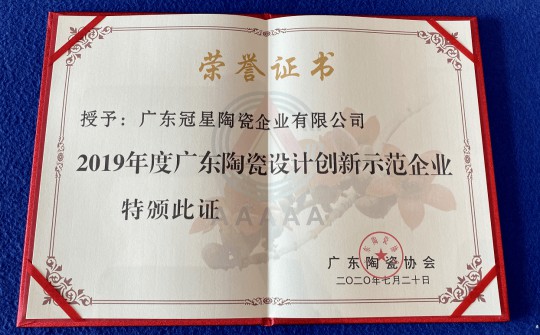 荣誉证书
授予：广东冠星陶瓷企业有限公司
2019年度广东陶瓷设计创新示范企业
特颁此证
AAAAA
广东陶瓷协会
二〇二〇年七月二十日